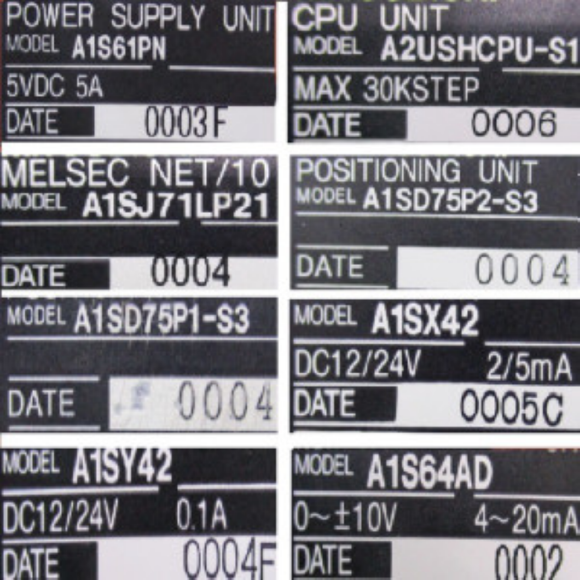 POWER SUPPLY UNIT
MODEL A1S61PN
5VDC 5A
DATE 0003F
CPU UNIT
MODEL A2USHCPU-S1
MAX 30KSTEP
DATE 0006
MELSEC NET/10
MODEL A1SJ71LP21
DATE 0004
POSITIONING UNIT
MODEL A1SD75P2-S3
DATE 0004
MODEL A1SD75P1-S3
DATE 0004
MODEL A1SX42
DC12/24V 2/5mA
DATE 0005C
MODEL A1SY42
DC12/24V 0.1A
DATE 0004F
MODEL A1S64AD
0~±10V 4~20mA
DATE 0002